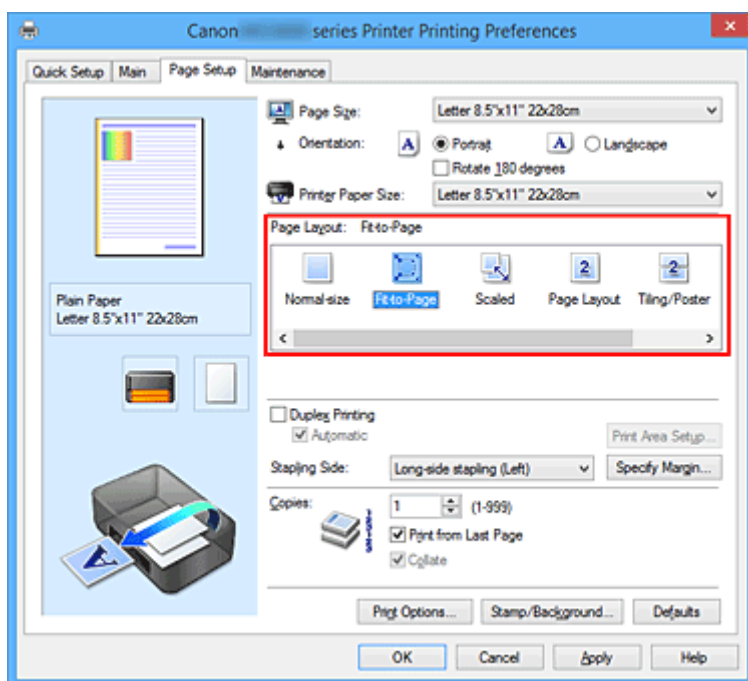 Canon series Printer Printing Preferences
Quick Setup Main Page Setup Maintenance
Page Size: Letter 8.5"x11" 22x28cm
Orientation: A Portrait A Landscape
Rotate 180 degrees
Printer Paper Size: Letter 8.5"x11" 22x28cm
Page Layout: Fit-to-Page
2 2
Normal-size Fit-to-Page Scaled Page Layout Tiling/Poster
Plain Paper
Letter 8.5"x11" 22x28cm
Duplex Printing
Automatic
Print Area Setup...
Stapling Side: Long-side stapling (Left) Specify Margin...
Copies: 1 (1-999)
Print from Last Page
Collate
A
Print Options... Stamp/Background... Defaults
OK Cancel Apply Help